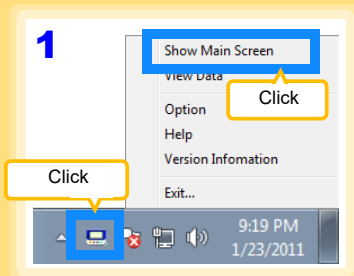 1
Show Main Screen
View Data
Click
Option
Help
Version Infomation
Click
Exit...
9:19 PM
1/23/2011